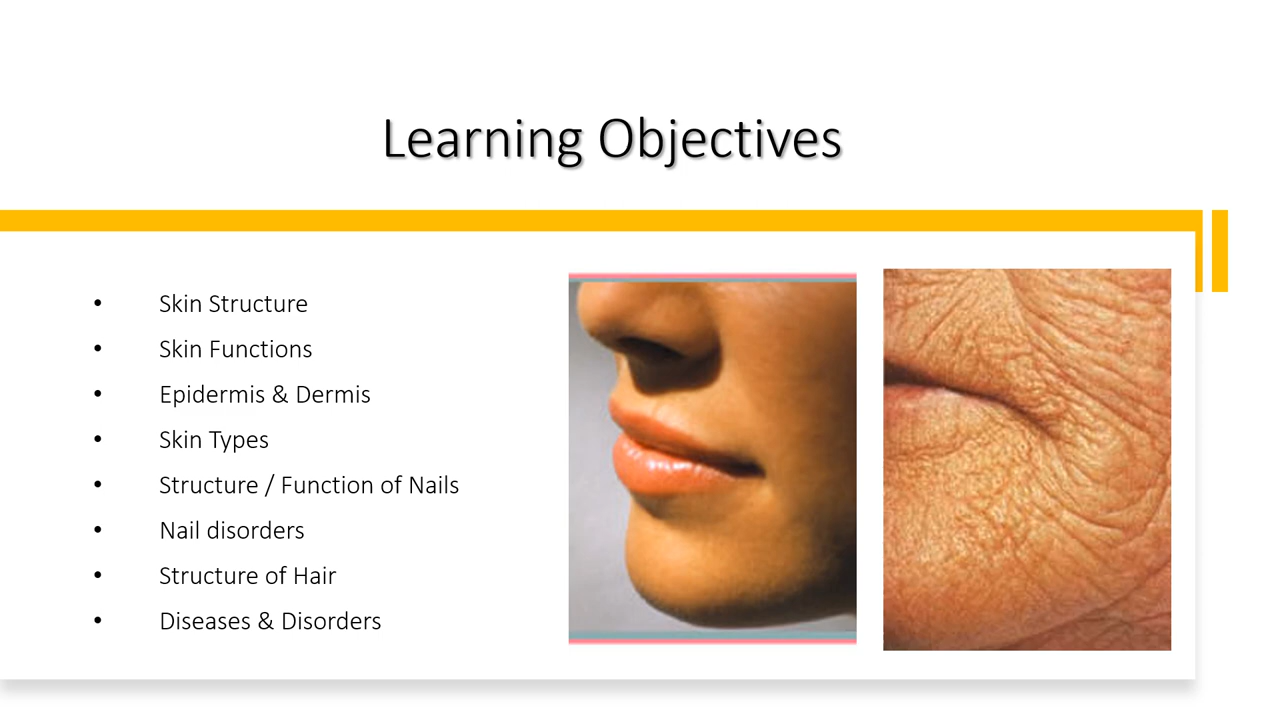 Learning Objectives
• Skin Structure
• Skin Functions
• Epidermis & Dermis
• Skin Types
• Structure / Function of Nails
• Nail disorders
• Structure of Hair
• Diseases & Disorders